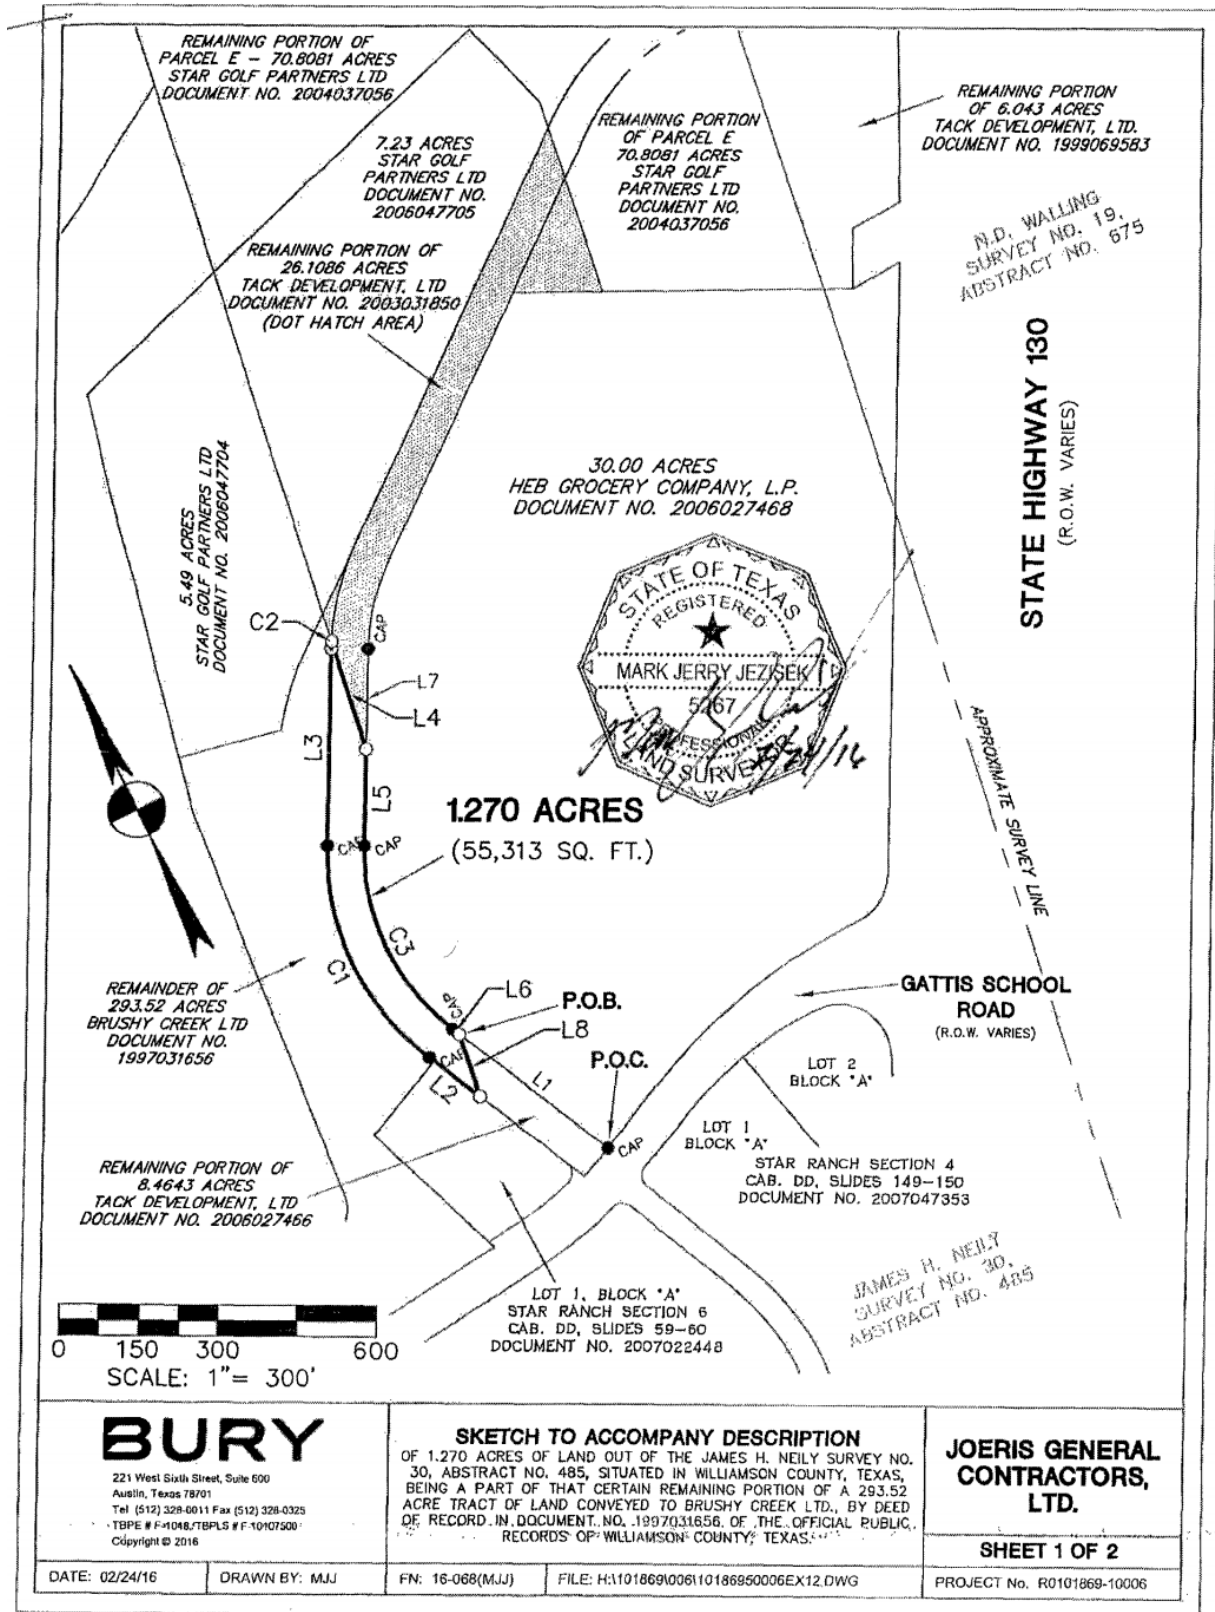 REMAINING PORTION OF
PARCEL E - 70.8081 ACRES
STAR GOLF PARTNERS LTD
DOCUMENT NO. 2004037056
7.23 ACRES
STAR GOLF
PARTNERS LTD
DOCUMENT NO.
2006047705
REMAINING PORTION
OF PARCEL E
70.8081 ACRES
STAR GOLF
PARTNERS LTD
DOCUMENT NO.
2004037056
REMAINING PORTION
OF 6.043 ACRES
TACK DEVELOPMENT, LTD.
DOCUMENT NO. 1999069583
N.D. WALLING
SURVEY NO. 19,
ABSTRACT NO. 675
REMAINING PORTION OF
26.1086 ACRES
TACK DEVELOPMENT, LTD
DOCUMENT NO. 2003031850
(DOT HATCH AREA)
STATE HIGHWAY 130
(R.O.W. VARIES)
30.00 ACRES
HEB GROCERY COMPANY, L.P.
DOCUMENT NO. 2006027468
5.49 ACRES
STAR GOLF PARTNERS LTD
DOCUMENT NO. 2006047704
STATE OF TEXAS
REGISTERED
MARK JERRY JEZISEK
5267
PROFESSIONAL
LAND SURVEYOR
C2
CAP
L7
L4
L3
L5
1.270 ACRES
(55,313 SQ. FT.)
CAP
CAP
APPROXIMATE SURVEY LINE
C3
C1
REMAINDER OF
293.52 ACRES
BRUSHY CREEK LTD
DOCUMENT NO.
1997031656
CAP
L6
P.O.B.
L8
CAP
L2
L1
P.O.C.
CAP
GATTIS SCHOOL
ROAD
(R.O.W. VARIES)
LOT 2
BLOCK "A"
LOT 1
BLOCK "A"
STAR RANCH SECTION 4
CAB. DD, SLIDES 149-150
DOCUMENT NO. 2007047353
REMAINING PORTION OF
8.4643 ACRES
TACK DEVELOPMENT, LTD
DOCUMENT NO. 2006027466
JAMES H. NEILY
SURVEY NO. 30,
ABSTRACT NO. 485
LOT 1, BLOCK "A"
STAR RANCH SECTION 6
CAB. DD, SLIDES 59-60
DOCUMENT NO. 2007022448
0 150 300 600
SCALE: 1"= 300'
BURY
221 West Sixth Street, Suite 600
Austin, Texas 78701
Tel (512) 328-0011 Fax (512) 328-0325
TBPE # F-1048/TBPLS # F-10107500
Copyright © 2016
SKETCH TO ACCOMPANY DESCRIPTION
OF 1.270 ACRES OF LAND OUT OF THE JAMES H. NEILY SURVEY NO.
30, ABSTRACT NO. 485, SITUATED IN WILLIAMSON COUNTY, TEXAS,
BEING A PART OF THAT CERTAIN REMAINING PORTION OF A 293.52
ACRE TRACT OF LAND CONVEYED TO BRUSHY CREEK LTD., BY DEED
OF RECORD IN DOCUMENT NO. 1997031656, OF THE OFFICIAL PUBLIC
RECORDS OF WILLIAMSON COUNTY, TEXAS.
JOERIS GENERAL
CONTRACTORS,
LTD.
SHEET 1 OF 2
DATE: 02/24/16
DRAWN BY: MJJ
FN: 16-068(MJJ)
FILE: H:\101869\006\10186950006EX12.DWG
PROJECT No. R0101869-10006